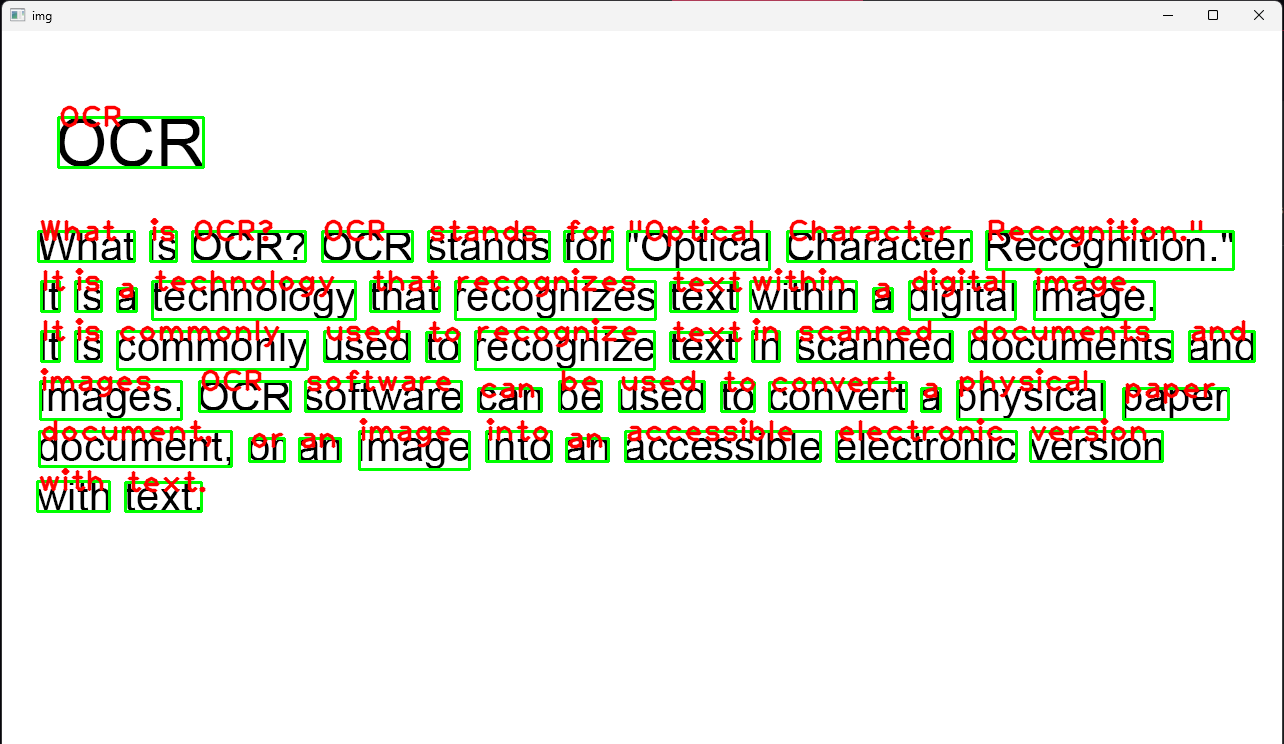 img
OCR
OCR
What is OCR? OCR stands for "Optical Character Recognition."
What is OCR? OCR stands for "Optical Character Recognition."
It is a technology that recognizes text within digital image.
It is a technology that recognizes text within a digital image.
It is commonly used to recognize text in scanned documents and
It is commonly used to recognize text in scanned documents and
images. OCR software can be used to convert a physical paper
images. OCR software can be used to convert a physical paper
document, or an image into an accessible electronic version
document, or an image into an accessible electronic version
with text.
with text.